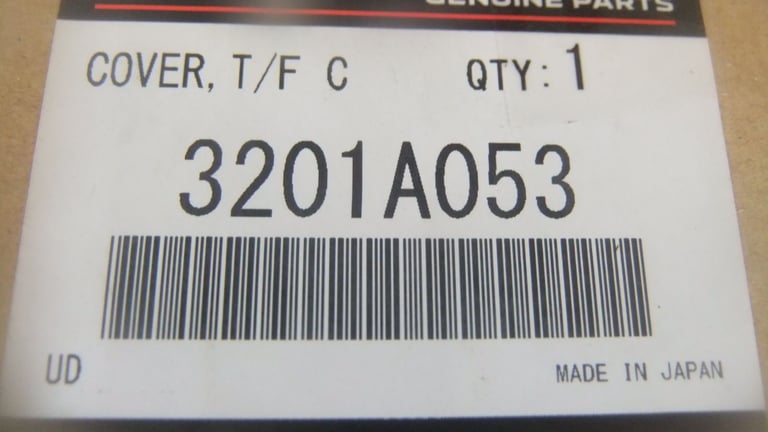 GENUINE PARTS
COVER, T/F C QTY: 1
3201A053
UD MADE IN JAPAN